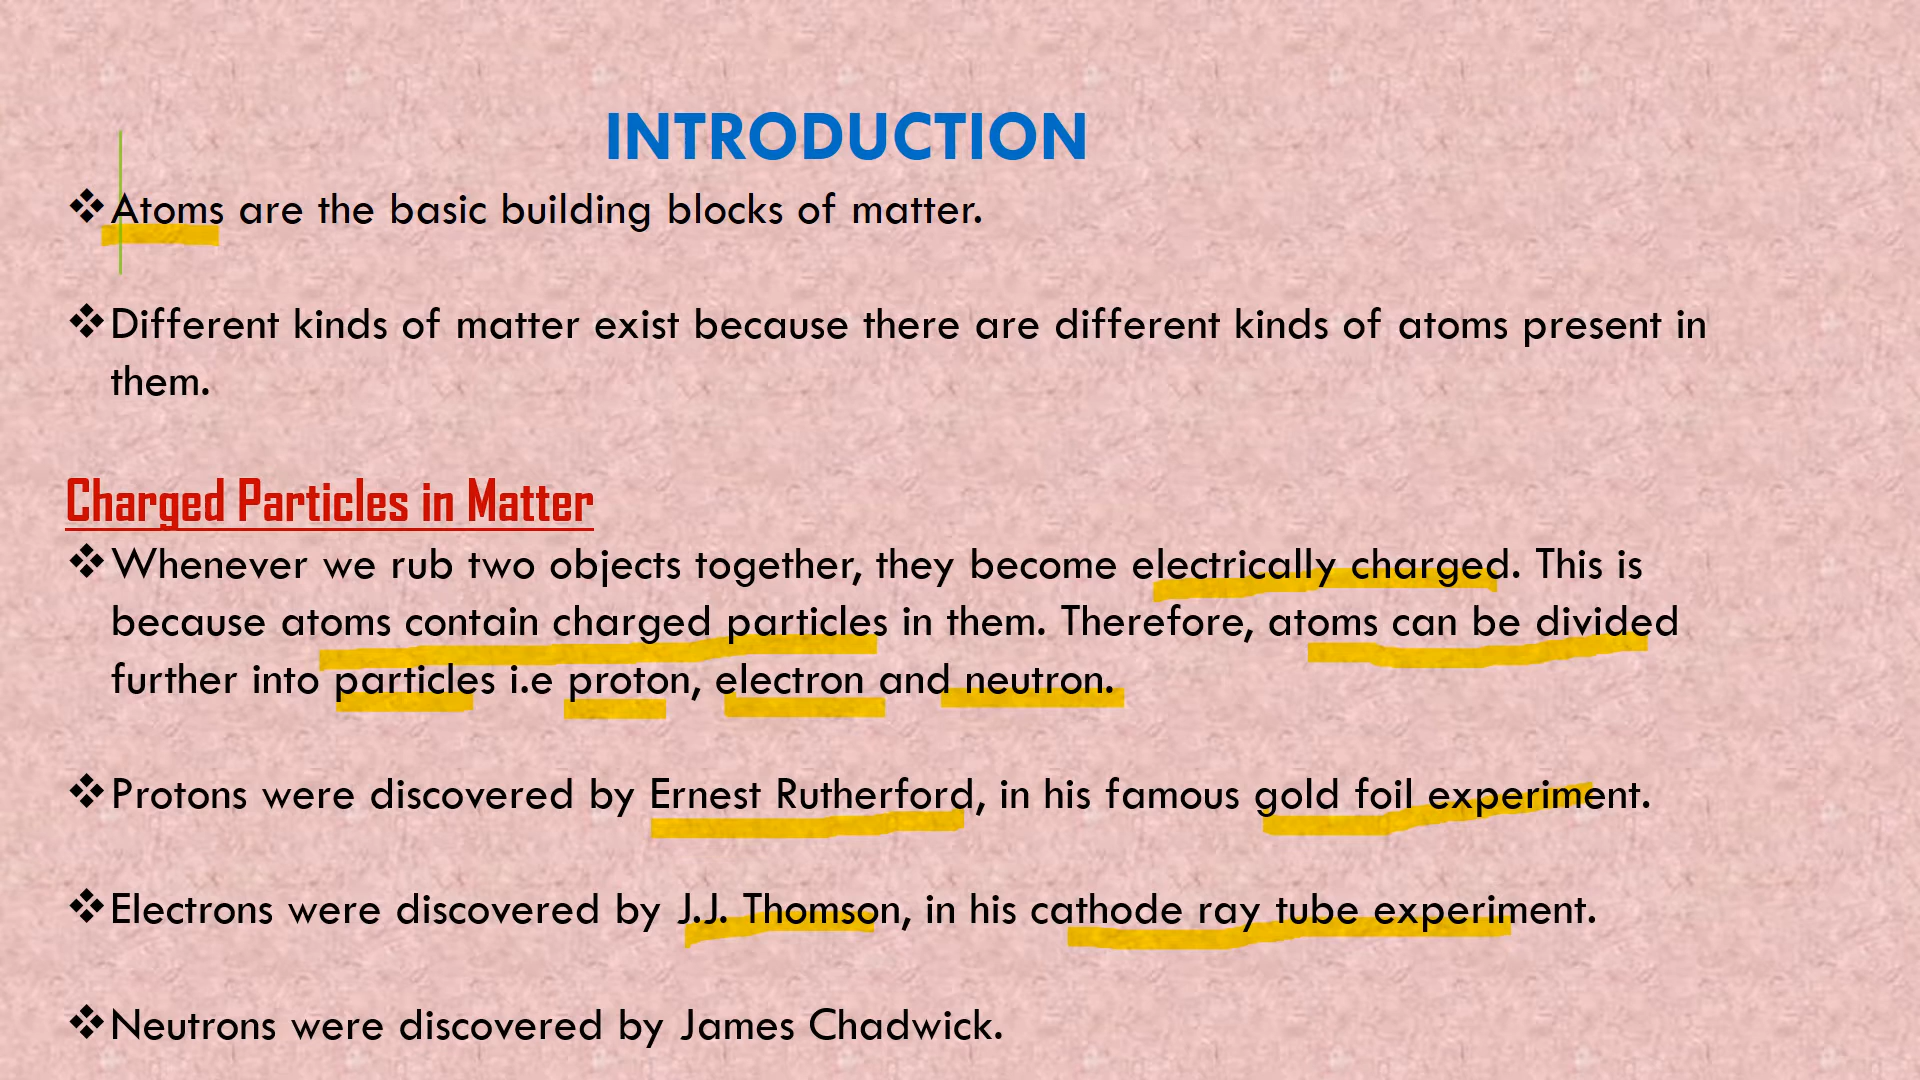 INTRODUCTION
❖Atoms are the basic building blocks of matter.
❖Different kinds of matter exist because there are different kinds of atoms present in
them.
Charged Particles in Matter
❖Whenever we rub two objects together, they become electrically charged. This is
because atoms contain charged particles in them. Therefore, atoms can be divided
further into particles i.e proton, electron and neutron.
❖Protons were discovered by Ernest Rutherford, in his famous gold foil experiment.
❖Electrons were discovered by J.J. Thomson, in his cathode ray tube experiment.
❖Neutrons were discovered by James Chadwick.